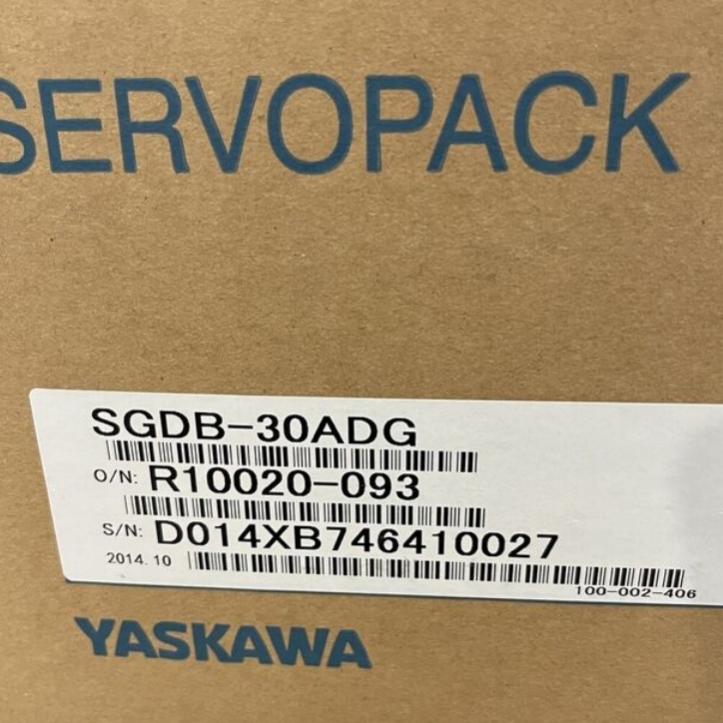 SERVOPACK
SGDB-30ADG
O/N: R10020-093
S/N: D014XB746410027
2014.10
100-002-406
YASKAWA